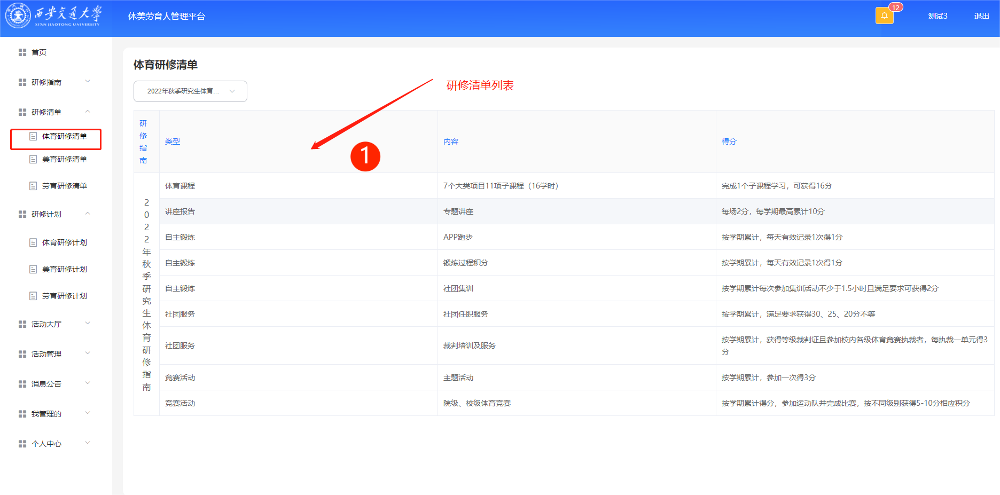 西安交通大学
XI'AN JIAOTONG UNIVERSITY
体美劳育人管理平台
12
测试3
退出
首页
研修指南
研修清单
体育研修清单
美育研修清单
劳育研修清单
研修计划
体育研修计划
美育研修计划
劳育研修计划
活动大厅
活动管理
消息公告
我管理的
个人中心
体育研修清单
2022年秋季研究生体育...
研修清单列表
1
研修指南 类型 内容 得分
2022年秋季研究生体育研修指南
体育课程 7个大类项目11项子课程（16学时） 完成1个子课程学习，可获得16分
讲座报告 专题讲座 每场2分，每学期最高累计10分
自主锻炼 APP跑步 按学期累计，每天有效记录1次得1分
自主锻炼 锻炼过程积分 按学期累计，每天有效记录1次得1分
自主锻炼 社团集训 按学期累计每次参加集训活动不少于1.5小时且满足要求可获得2分
社团服务 社团任职服务 按学期累计，满足要求获得30、25、20分不等
社团服务 裁判培训及服务 按学期累计，获得等级裁判证且参加校内各级体育竞赛执裁者，每执裁一单元得3
分
竞赛活动 主题活动 按学期累计，参加一次得3分
竞赛活动 院级、校级体育竞赛 按学期累计得分，参加运动队并完成比赛，按不同级别获得5-10分相应积分